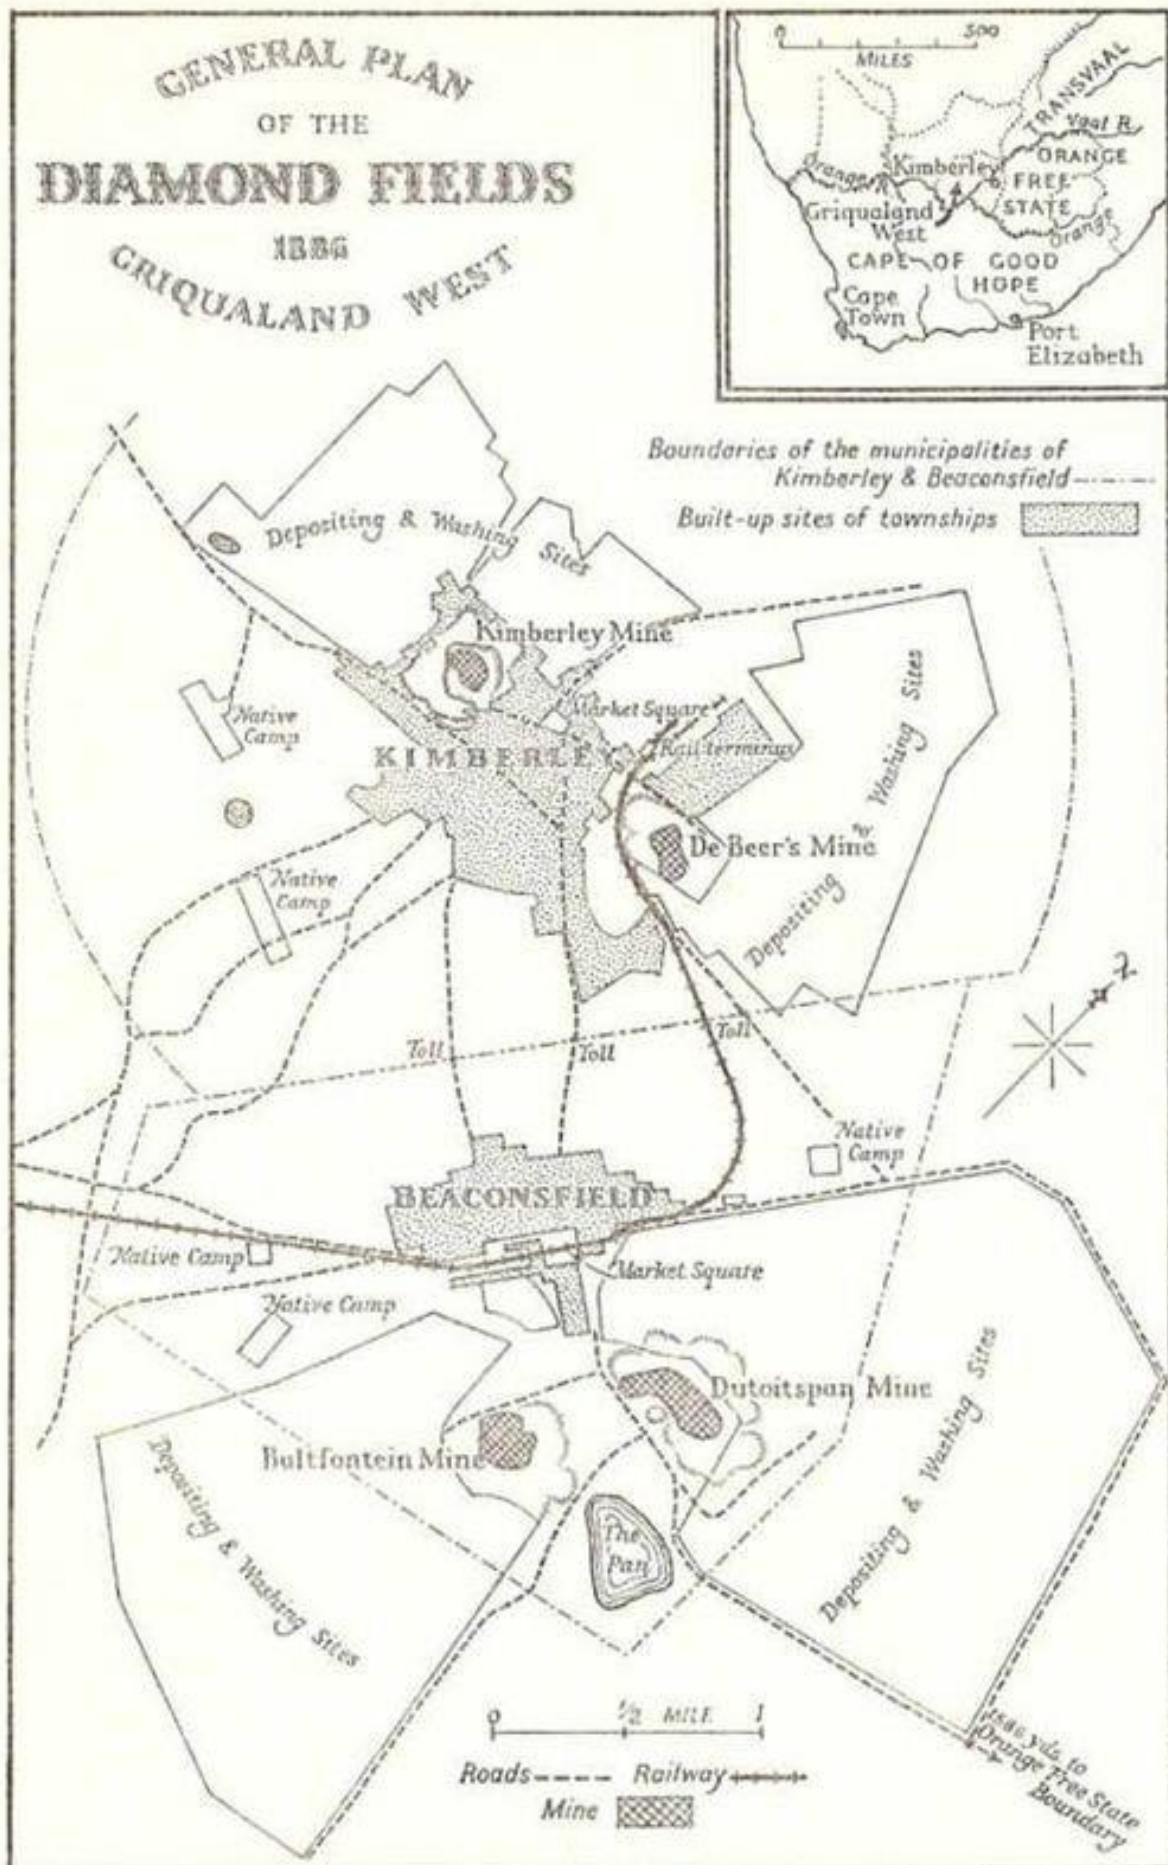 GENERAL PLAN
OF THE
DIAMOND FIELDS
1886
GRIQUALAND WEST
0 500
MILES
TRANSVAAL
Vaal R.
Orange R.
Kimberley
ORANGE
FREE
STATE
Griqualand
West
Orange
CAPE OF GOOD
HOPE
Cape
Town
Port
Elizabeth
Boundaries of the municipalities of
Kimberley & Beaconsfield
Built-up sites of townships
Depositing & Washing Sites
Kimberley Mine
Native
Camp
Market Square
KIMBERLEY
Rail terminus
De Beer's Mine
Depositing & Washing Sites
Native
Camp
Toll
Toll
Toll
Native
Camp
BEACONSFIELD
Native Camp
Market Square
Native Camp
Dutoitspan Mine
Bultfontein Mine
Depositing & Washing Sites
Depositing & Washing Sites
The
Pan
0 1/2 MILE 1
Roads Railway
Mine
yds. to
Orange Free State
Boundary